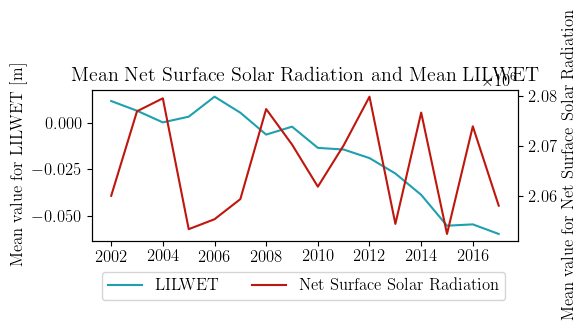 Mean Net Surface Solar Radiation and Mean LILWET
Mean value for LILWET [m]
0.000
−0.025
−0.050
2.08
2.07
2.06
Mean value for Net Surface Solar Radiation
2002 2004 2006 2008 2010 2012 2014 2016
LILWET Net Surface Solar Radiation